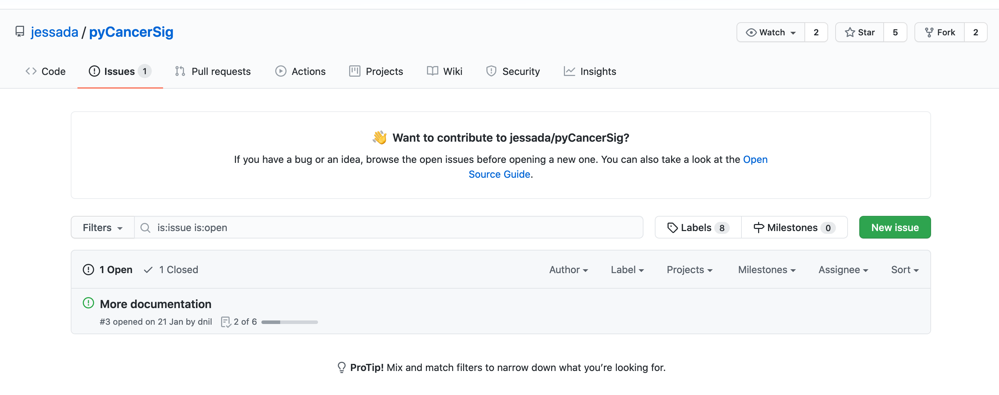 jessada / pyCancerSig
Watch 2 Star 5 Fork 2
Code Issues 1 Pull requests Actions Projects Wiki Security Insights
👋 Want to contribute to jessada/pyCancerSig?
If you have a bug or an idea, browse the open issues before opening a new one. You can also take a look at the Open
Source Guide.
Filters is:issue is:open Labels 8 Milestones 0 New issue
1 Open 1 Closed Author Label Projects Milestones Assignee Sort
More documentation
#3 opened on 21 Jan by dnil 2 of 6
ProTip! Mix and match filters to narrow down what you’re looking for.